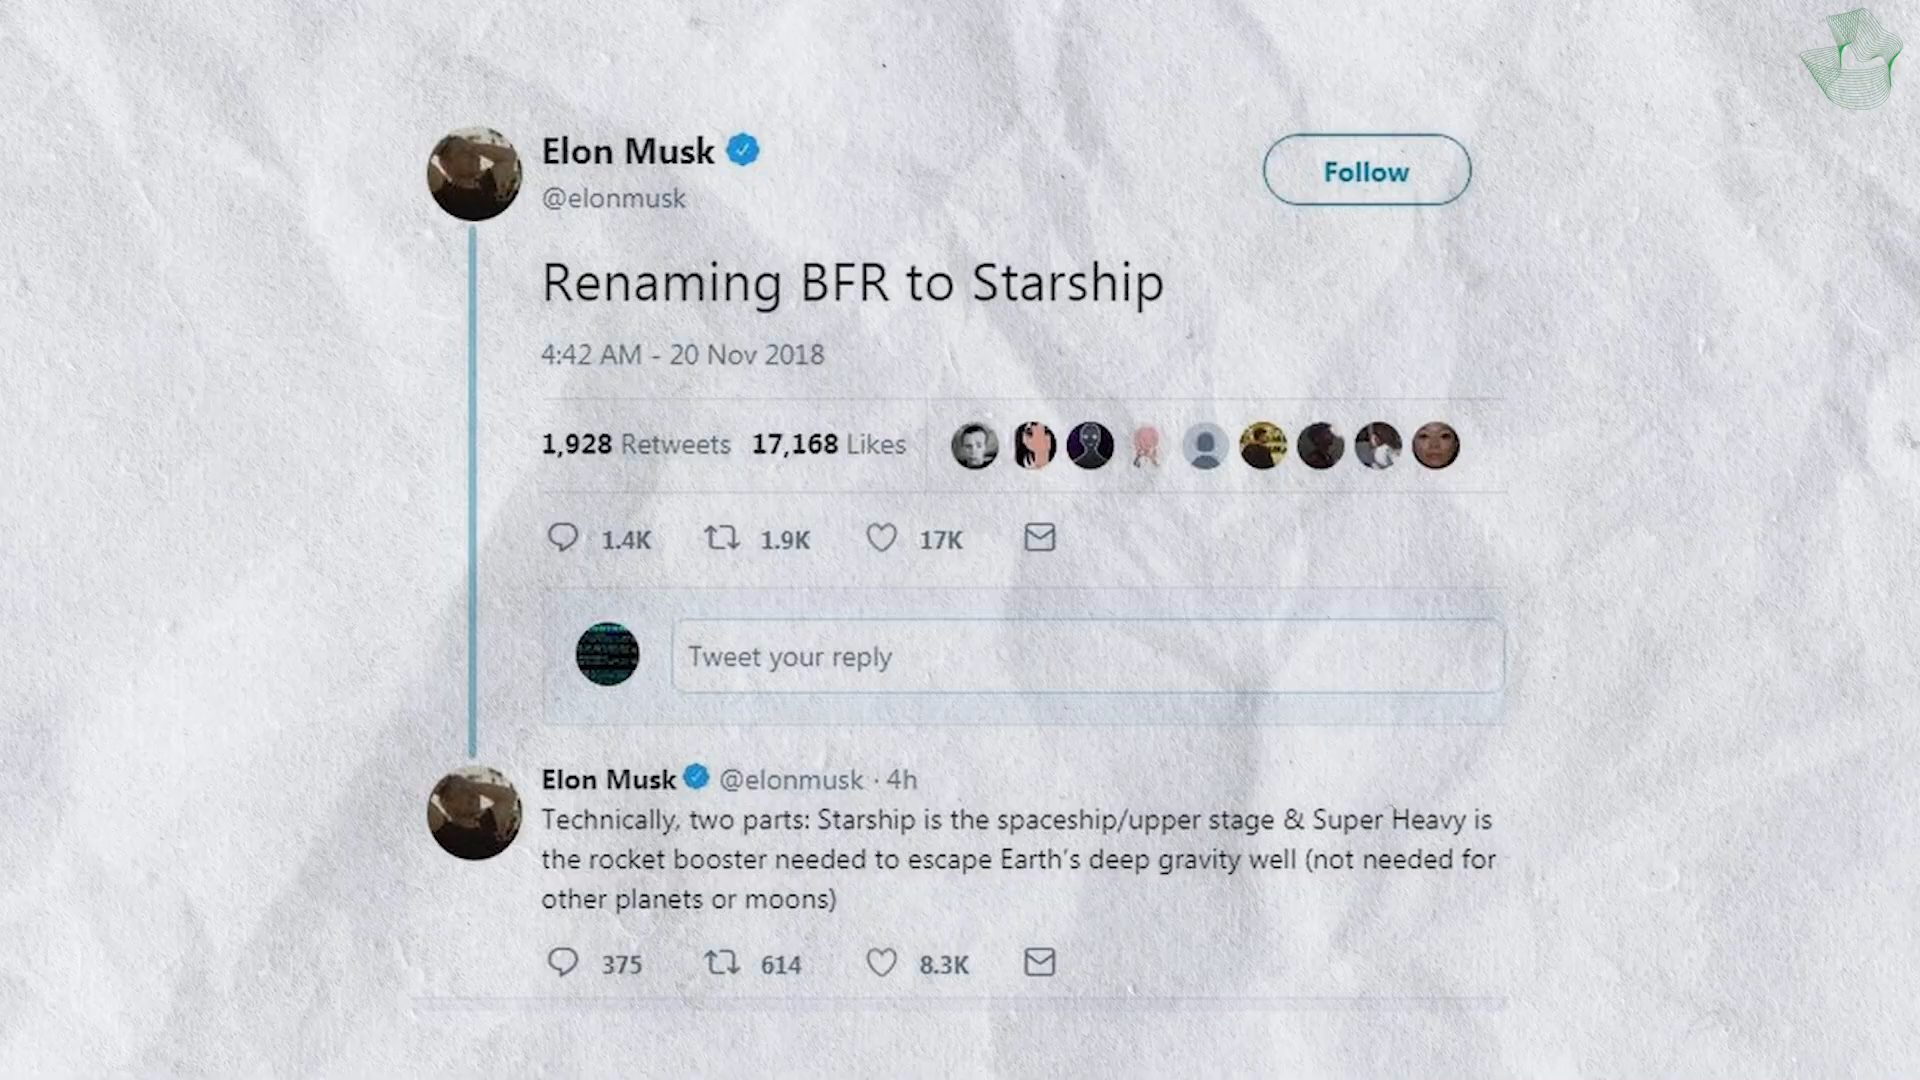 Elon Musk
@elonmusk
Follow
Renaming BFR to Starship
4:42 AM - 20 Nov 2018
1,928 Retweets 17,168 Likes
1.4K 1.9K 17K
Tweet your reply
Elon Musk @elonmusk · 4h
Technically, two parts: Starship is the spaceship/upper stage & Super Heavy is
the rocket booster needed to escape Earth's deep gravity well (not needed for
other planets or moons)
375 614 8.3K